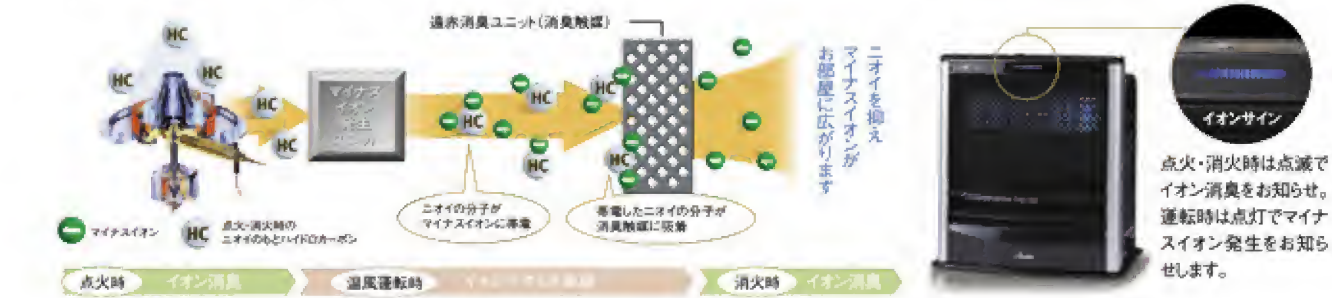 遠赤消臭ユニット(消臭触媒)
HC
HC
HC
HC
HC
マイナス
イオン
HC
HC
HC
HC
HC
ニオイを抑え
マイナスイオンが
お部屋に広がります
ニオイの分子が
マイナスイオンに帯電
帯電したニオイの分子が
消臭触媒に吸着
マイナスイオン
HC
点火・消火時の
ニオイのもとハイドロカーボン
点火時
イオン消臭
温風運転時
消火時
イオン消臭
イオンサイン
点火・消火時は点滅で
イオン消臭をお知らせ。
運転時は点灯でマイナ
スイオン発生をお知ら
せします。